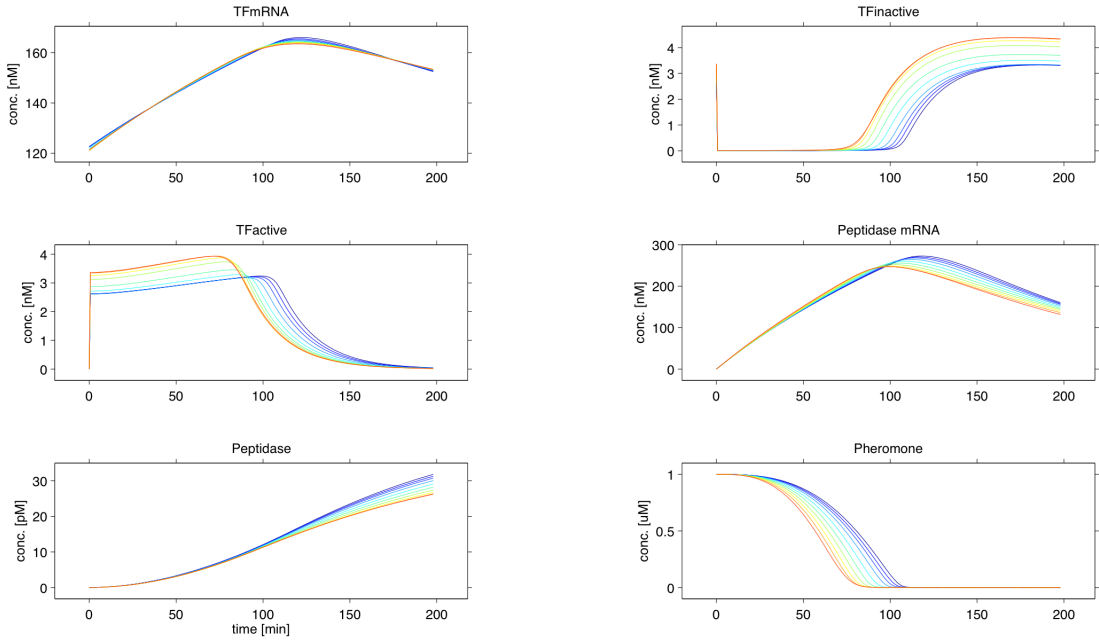 TFmRNA
conc. [nM]
160
140
120
0 50 100 150 200
TFinactive
conc. [nM]
4
3
2
1
0
0 50 100 150 200
TFactive
conc. [nM]
4
3
2
1
0
0 50 100 150 200
Peptidase mRNA
conc. [nM]
300
200
100
0
0 50 100 150 200
Peptidase
conc. [pM]
30
20
10
0
0 50 100 150 200
time [min]
Pheromone
conc. [uM]
1
0.5
0
0 50 100 150 200